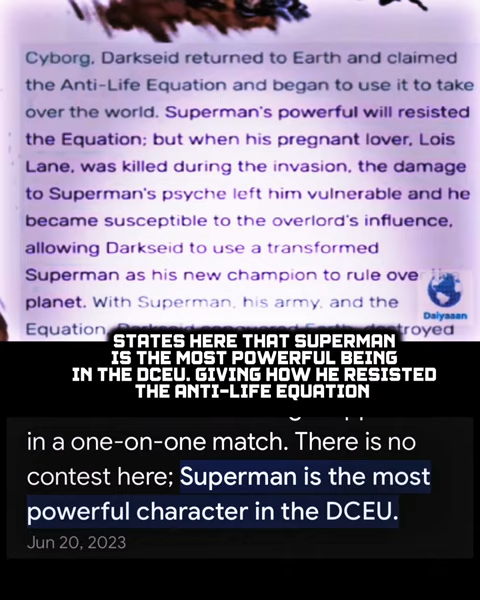 Cyborg, Darkseid returned to Earth and claimed
the Anti-Life Equation and began to use it to take
over the world. Superman's powerful will resisted
the Equation; but when his pregnant lover, Lois
Lane, was killed during the invasion, the damage
to Superman's psyche left him vulnerable and he
became susceptible to the overlord's influence,
allowing Darkseid to use a transformed
Superman as his new champion to rule over
planet. With Superman, his army, and the
Daiyaaan
Equation, Darkseid conquered Earth, destroyed
STATES HERE THAT SUPERMAN
IS THE MOST POWERFUL BEING
IN THE DCEU. GIVING HOW HE RESISTED
THE ANTI-LIFE EQUATION
in a one-on-one match. There is no
contest here; Superman is the most
powerful character in the DCEU.
Jun 20, 2023